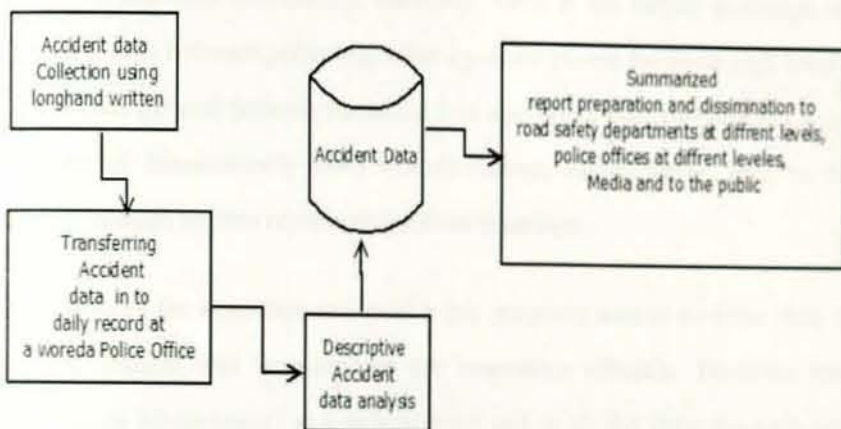 Accident data
Collection using
longhand written
Transferring
Accident
data in to
daily record at
a woreda Police Office
Descriptive
Accident
data analysis
Accident Data
Summarized
report preparation and dissimination to
road safety departments at diffrent levels,
police offices at diffrent leveles,
Media and to the public